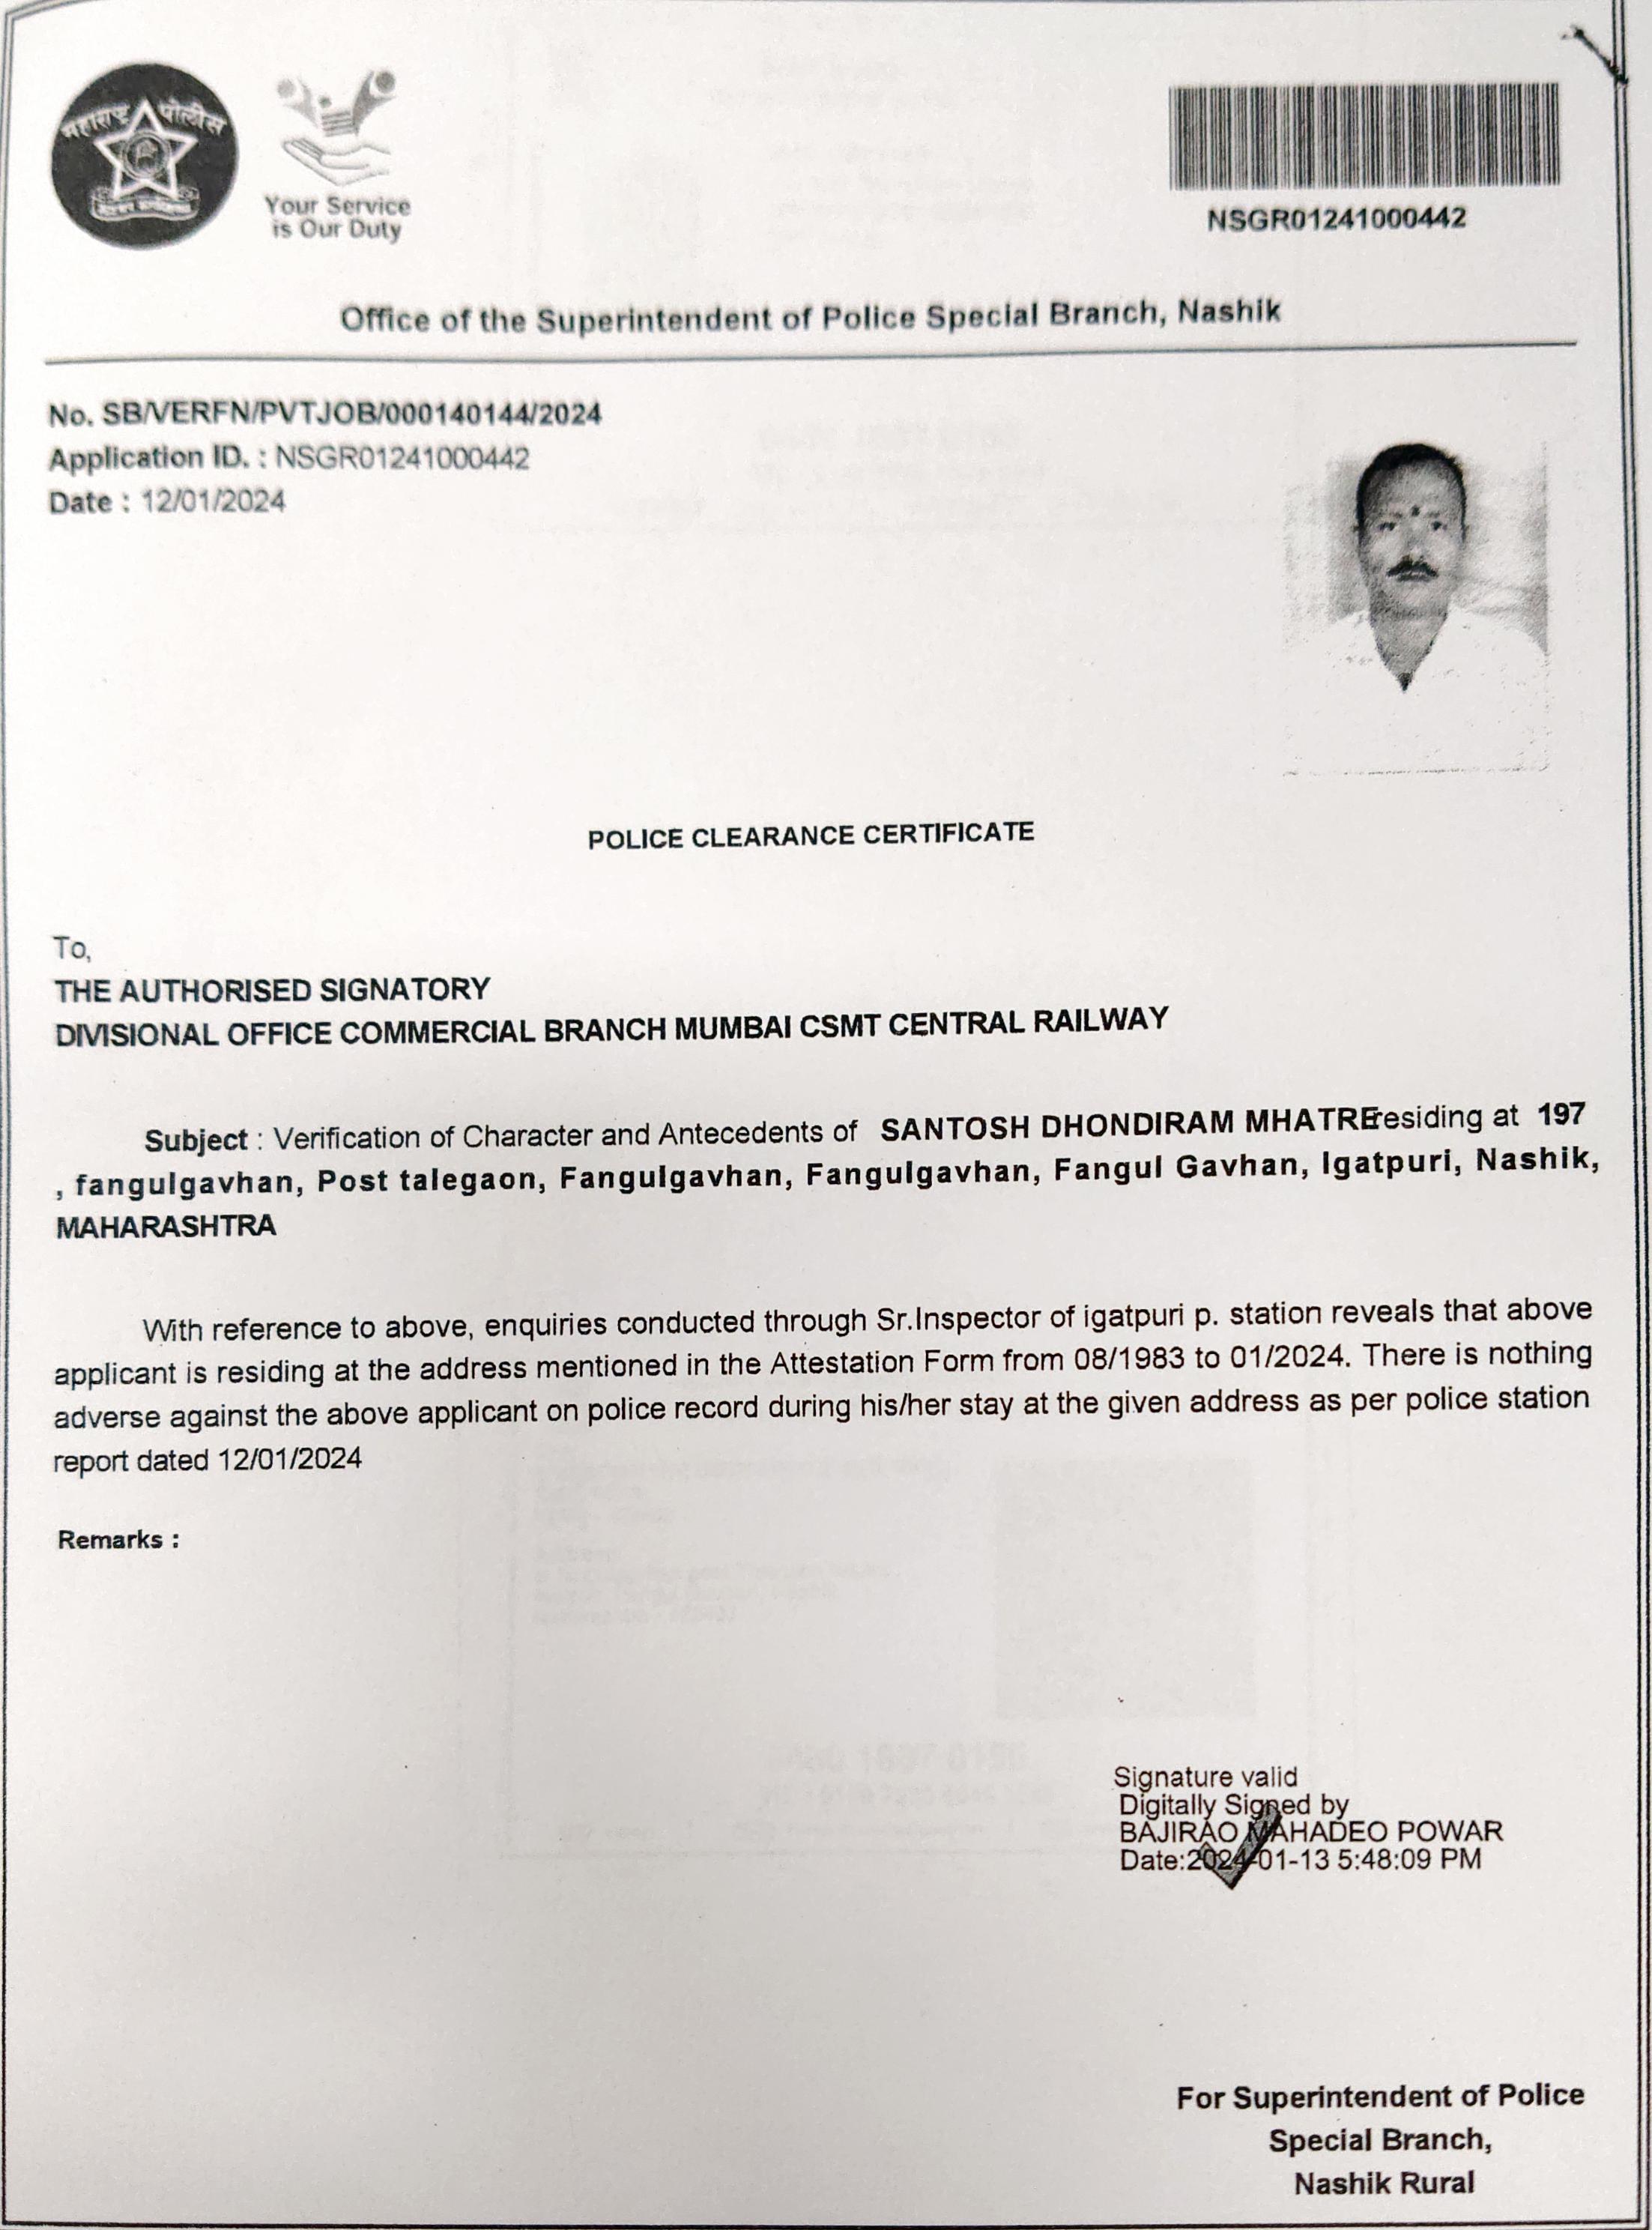 महाराष्ट्र पोलीस
Your Service
is Our Duty
NSGR01241000442
Office of the Superintendent of Police Special Branch, Nashik
No. SB/VERFN/PVTJOB/000140144/2024
Application ID. : NSGR01241000442
Date : 12/01/2024
POLICE CLEARANCE CERTIFICATE
To,
THE AUTHORISED SIGNATORY
DIVISIONAL OFFICE COMMERCIAL BRANCH MUMBAI CSMT CENTRAL RAILWAY
Subject : Verification of Character and Antecedents of SANTOSH DHONDIRAM MHATRE residing at 197
, fangulgavhan, Post talegaon, Fangulgavhan, Fangulgavhan, Fangul Gavhan, Igatpuri, Nashik,
MAHARASHTRA
With reference to above, enquiries conducted through Sr.Inspector of igatpuri p. station reveals that above
applicant is residing at the address mentioned in the Attestation Form from 08/1983 to 01/2024. There is nothing
adverse against the above applicant on police record during his/her stay at the given address as per police station
report dated 12/01/2024
Remarks :
Signature valid
Digitally Signed by
BAJIRAO MAHADEO POWAR
Date:2024-01-13 5:48:09 PM
For Superintendent of Police
Special Branch,
Nashik Rural